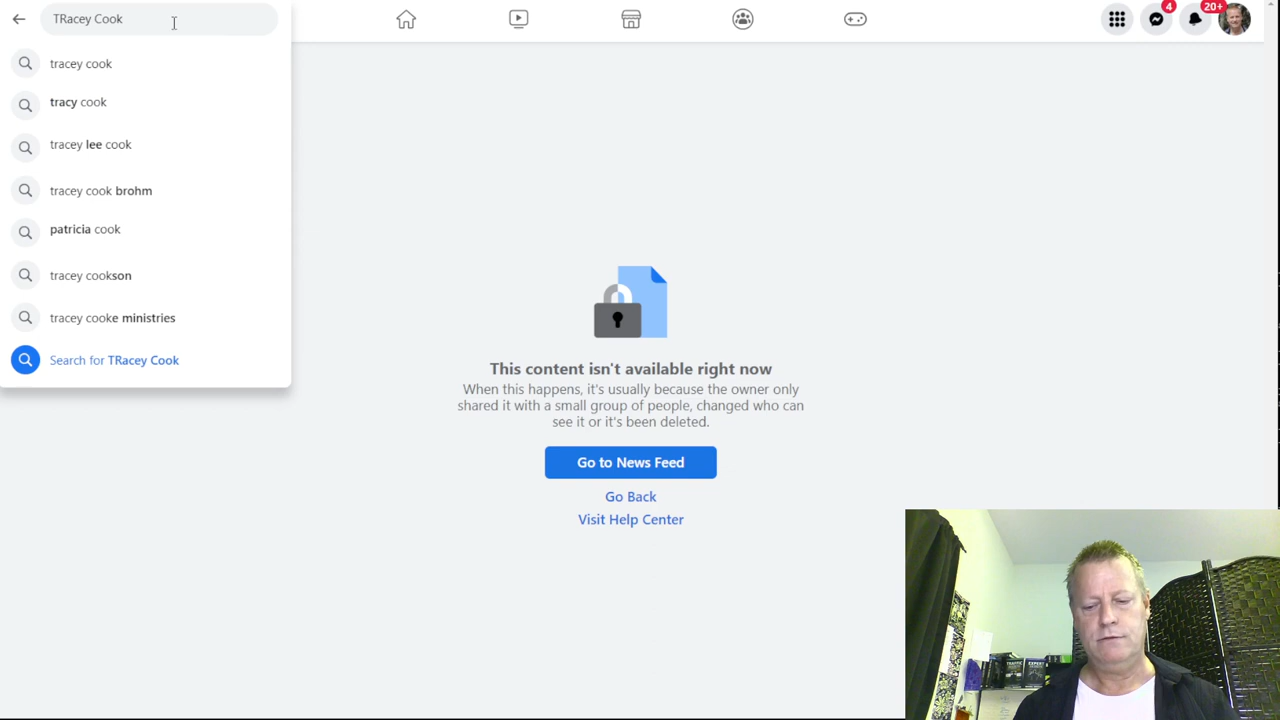 TRacey Cook
4
20+
tracey cook
tracy cook
tracey lee cook
tracey cook brohm
patricia cook
tracey cookson
tracey cooke ministries
Search for TRacey Cook
This content isn't available right now
When this happens, it's usually because the owner only
shared it with a small group of people, changed who can
see it or it's been deleted.
Go to News Feed
Go Back
Visit Help Center
TRAFFIC
EXPERT